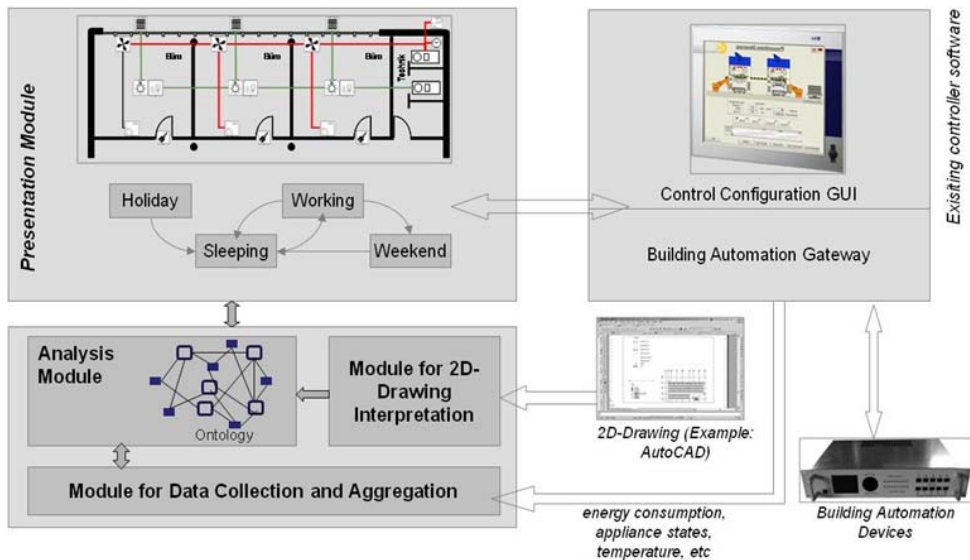 Presentation Module
Büro
Büro
Büro
Technik
Holiday
Working
Sleeping
Weekend
Control Configuration GUI
Building Automation Gateway
Exisiting controller software
Analysis
Module
Ontology
Module for 2D-
Drawing
Interpretation
Module for Data Collection and Aggregation
2D-Drawing (Example:
AutoCAD)
energy consumption,
appliance states,
temperature, etc
Building Automation
Devices